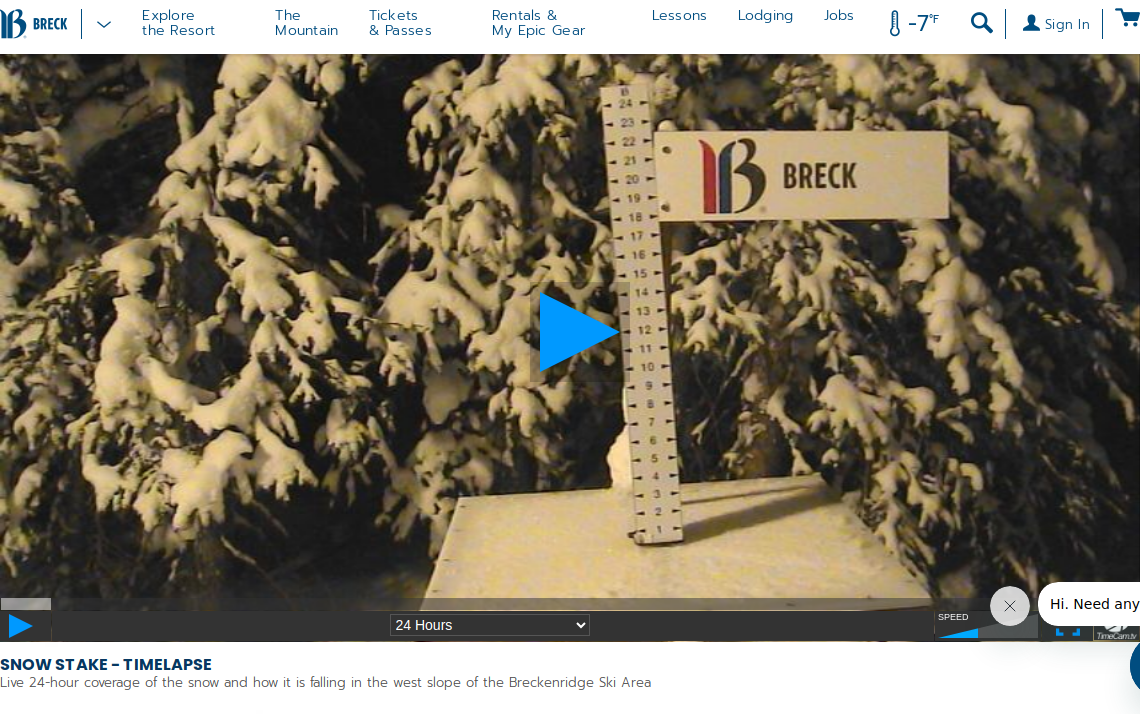 BRECK
Explore
the Resort
The
Mountain
Tickets
& Passes
Rentals &
My Epic Gear
Lessons
Lodging
Jobs
-7°F
Sign In
B
24
23
22
21
20
19
18
17
16
15
14
13
12
11
10
9
8
7
6
5
4
3
2
1
BRECK
24 Hours
SPEED
TimeCam.tv
Hi. Need any
SNOW STAKE - TIMELAPSE
Live 24-hour coverage of the snow and how it is falling in the west slope of the Breckenridge Ski Area